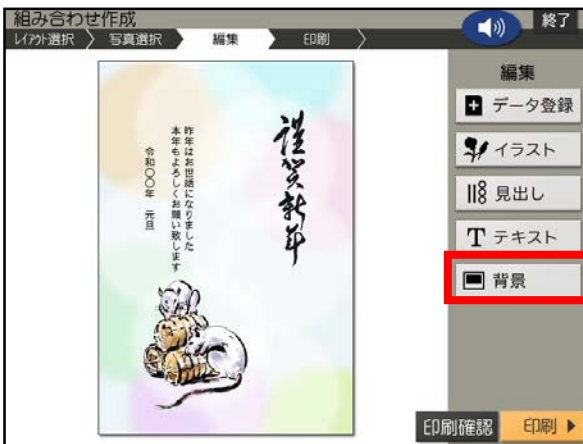 組み合わせ作成
終了
レイアウト選択
写真選択
編集
印刷
謹賀新年
昨年はお世話になりました
本年もよろしくお願い致します
令和〇〇年 元旦
編集
データ登録
イラスト
見出し
T テキスト
背景
印刷確認
印刷